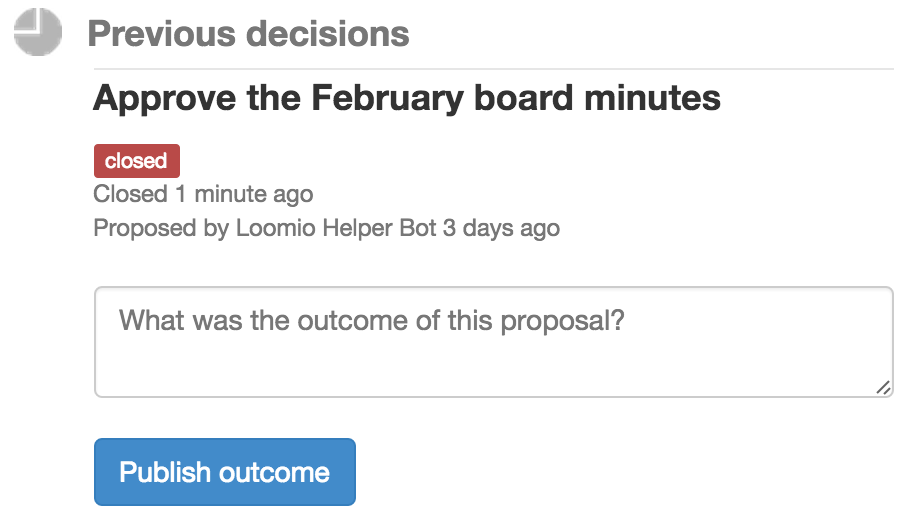 Previous decisions
Approve the February board minutes
closed
Closed 1 minute ago
Proposed by Loomio Helper Bot 3 days ago
What was the outcome of this proposal?
Publish outcome